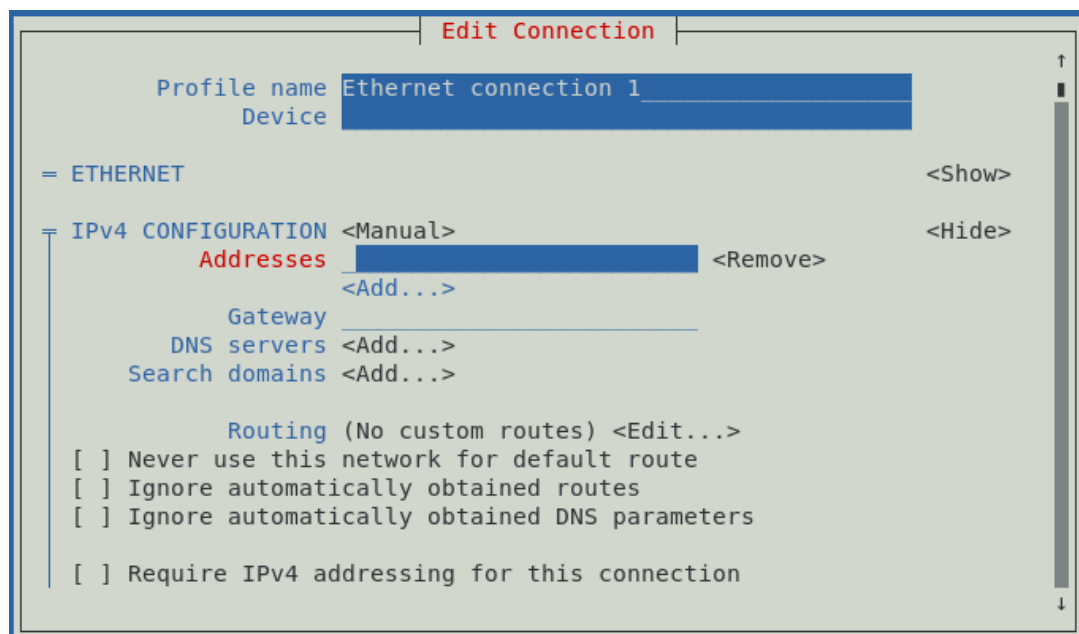 Edit Connection
Profile name Ethernet connection 1
Device
= ETHERNET <Show>
IPv4 CONFIGURATION <Manual> <Hide>
Addresses <Remove>
<Add...>
Gateway
DNS servers <Add...>
Search domains <Add...>
Routing (No custom routes) <Edit...>
[ ] Never use this network for default route
[ ] Ignore automatically obtained routes
[ ] Ignore automatically obtained DNS parameters
[ ] Require IPv4 addressing for this connection